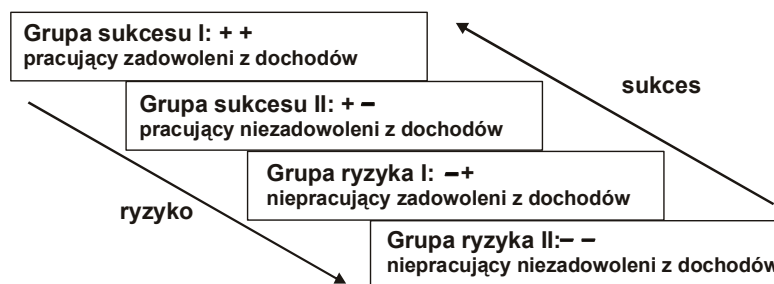 Grupa sukcesu I: + +
pracujący zadowoleni z dochodów
sukces
Grupa sukcesu II: + –
pracujący niezadowoleni z dochodów
Grupa ryzyka I: –+
niepracujący zadowoleni z dochodów
ryzyko
Grupa ryzyka II:– –
niepracujący niezadowoleni z dochodów